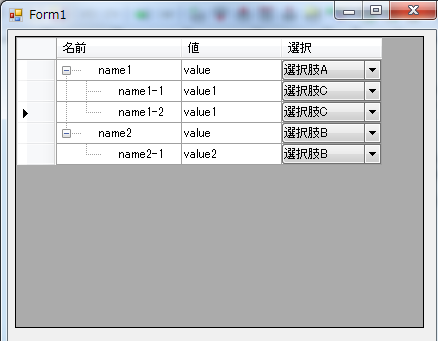 Form1
名前 値 選択
name1 value 選択肢A
name1-1 value1 選択肢C
name1-2 value1 選択肢C
name2 value 選択肢B
name2-1 value2 選択肢B